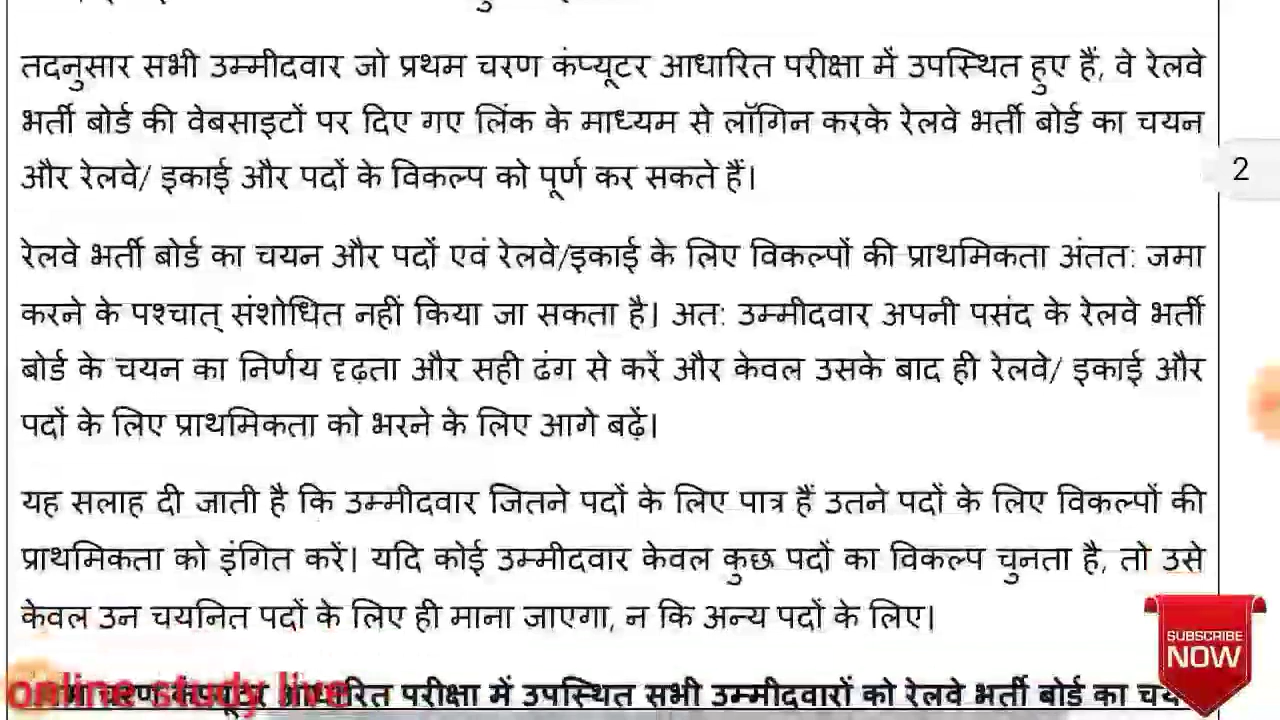 तदनुसार सभी उम्मीदवार जो प्रथम चरण कंप्यूटर आधारित परीक्षा में उपस्थित हुए हैं, वे रेलवे
भर्ती बोर्ड की वेबसाइटों पर दिए गए लिंक के माध्यम से लॉगिन करके रेलवे भर्ती बोर्ड का चयन
और रेलवे/ इकाई और पदों के विकल्प को पूर्ण कर सकते हैं।
2
रेलवे भर्ती बोर्ड का चयन और पदों एवं रेलवे/इकाई के लिए विकल्पों की प्राथमिकता अंतत: जमा
करने के पश्चात् संशोधित नहीं किया जा सकता है। अत: उम्मीदवार अपनी पसंद के रेलवे भर्ती
बोर्ड के चयन का निर्णय दृढ़ता और सही ढंग से करें और केवल उसके बाद ही रेलवे/ इकाई और
पदों के लिए प्राथमिकता को भरने के लिए आगे बढ़ें।
यह सलाह दी जाती है कि उम्मीदवार जितने पदों के लिए पात्र हैं उतने पदों के लिए विकल्पों की
प्राथमिकता को इंगित करें। यदि कोई उम्मीदवार केवल कुछ पदों का विकल्प चुनता है, तो उसे
केवल उन चयनित पदों के लिए ही माना जाएगा, न कि अन्य पदों के लिए।
SUBSCRIBE
NOW
online study live
चरण कंप्यूटर आधारित परीक्षा में उपस्थित सभी उम्मीदवारों को रेलवे भर्ती बोर्ड का